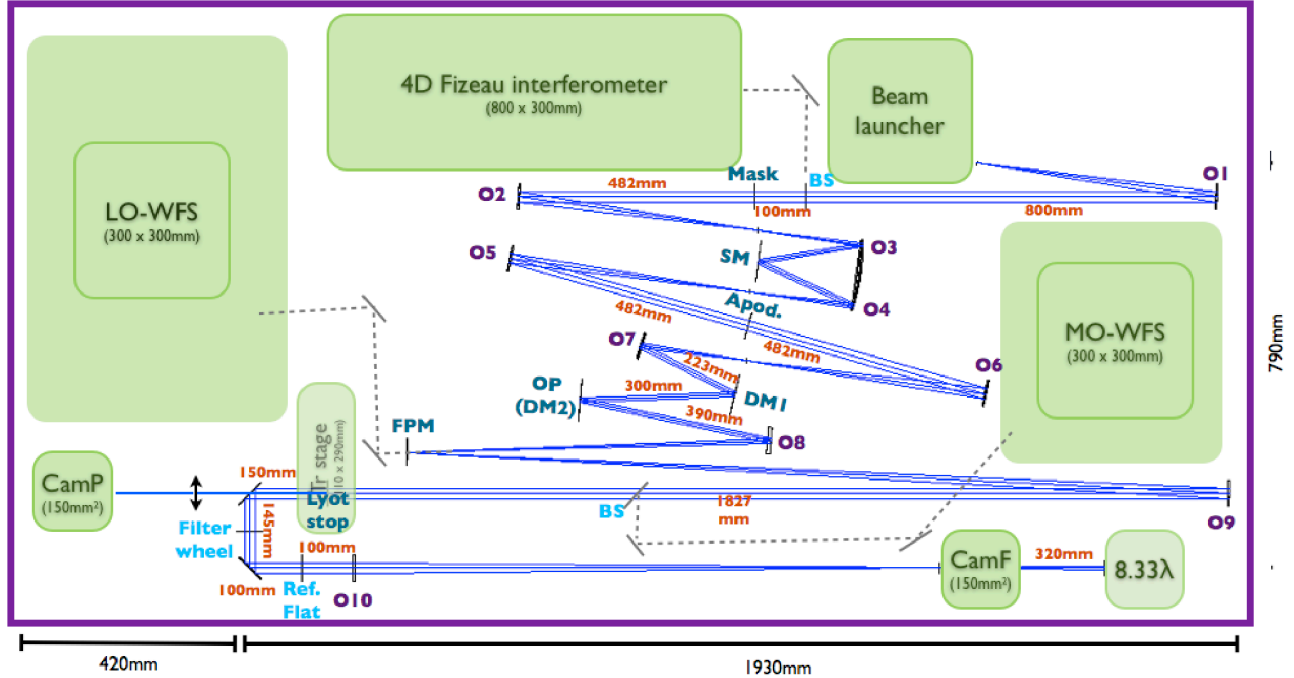 4D Fizeau interferometer
(800 x 300mm)
Beam
launcher
Mask
BS
O1
O2
482mm
100mm
800mm
LO-WFS
(300 x 300mm)
O3
SM
O5
Apod.
O4
482mm
MO-WFS
(300 x 300mm)
790mm
O7
482mm
O6
223mm
OP
(DM2)
300mm
DM1
390mm
FPM
O8
Tr stage
CamP
(150mm²)
150mm
Lyot
stop
BS
1827
mm
O9
Filter
wheel
145mm
100mm
CamF
(150mm²)
320mm
8.33λ
100mm
Ref.
Flat
O10
420mm
1930mm